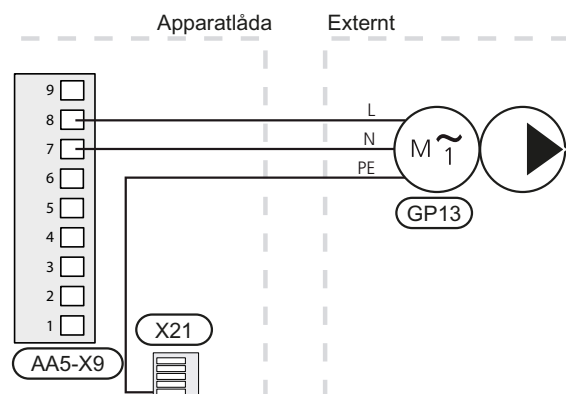 Apparatlåda Externt
9
8 L
7 N
6 PE
M ~ 1
5
GP13
4
3
2
1
X21
AA5-X9